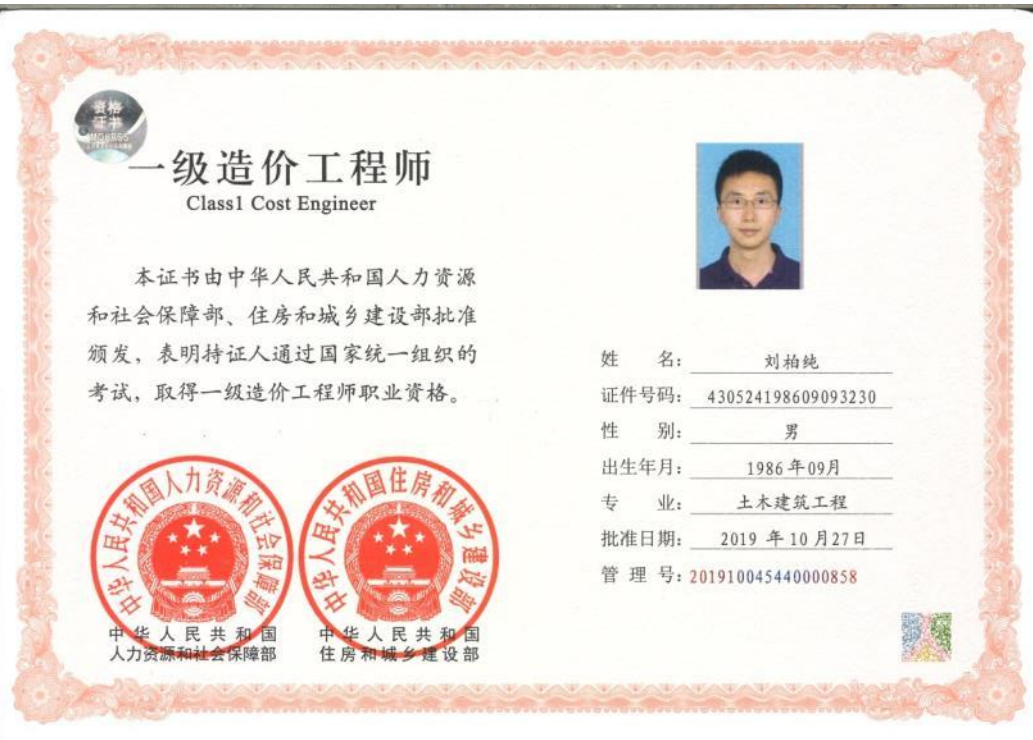 资格
证书
一级造价工程师
Class1 Cost Engineer
本证书由中华人民共和国人力资源
和社会保障部、住房和城乡建设部批准
颁发，表明持证人通过国家统一组织的
考试，取得一级造价工程师职业资格。
中华人民共和国人力资源和社会保障部
中华人民共和国住房和城乡建设部
中华人民共和国
人力资源和社会保障部
中华人民共和国
住房和城乡建设部
姓 名：刘柏纯
证件号码：430524198609093230
性 别：男
出生年月：1986年09月
专 业：土木建筑工程
批准日期：2019 年 10 月27日
管 理 号：201910045440000858